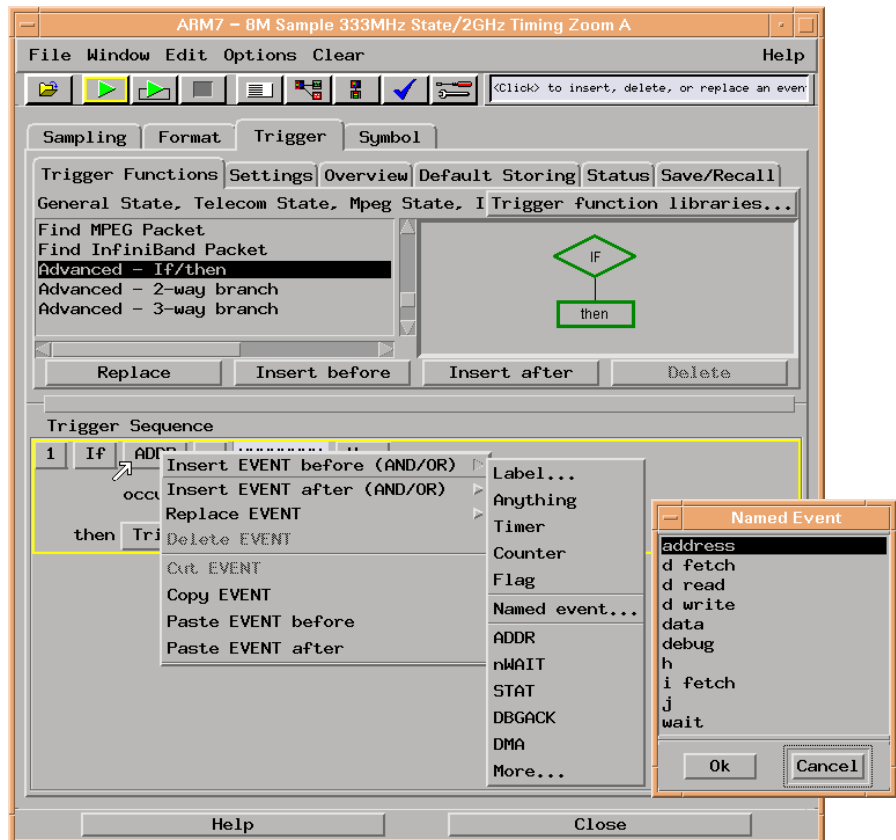 ARM7 - 8M Sample 333MHz State/2GHz Timing Zoom A
File Window Edit Options Clear Help
<Click> to insert, delete, or replace an even
Sampling Format Trigger Symbol
Trigger Functions Settings Overview Default Storing Status Save/Recall
General State, Telecom State, Mpeg State, I Trigger function libraries...
Find MPEG Packet
Find InfiniBand Packet
Advanced - If/then
Advanced - 2-way branch
Advanced - 3-way branch
IF
then
Replace Insert before Insert after Delete
Trigger Sequence
1 If ADD
occu
then Tri
Insert EVENT before (AND/OR)
Insert EVENT after (AND/OR)
Replace EVENT
Delete EVENT
Cut EVENT
Copy EVENT
Paste EVENT before
Paste EVENT after
Label...
Anything
Timer
Counter
Flag
Named event...
ADDR
nWAIT
STAT
DBGACK
DMA
More...
Named Event
address
d fetch
d read
d write
data
debug
h
i fetch
j
wait
Ok Cancel
Help Close